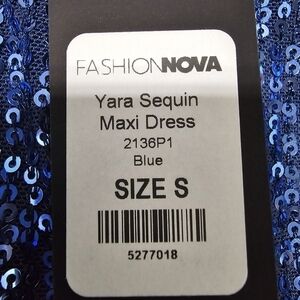 FASHIONNOVA
Yara Sequin
Maxi Dress
2136P1
Blue
SIZE S
5277018